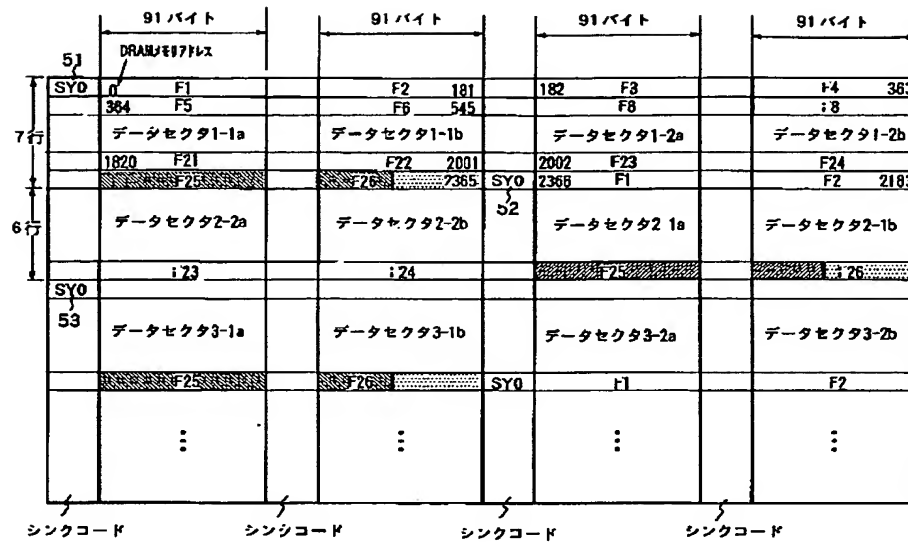 91バイト 91バイト 91バイト 91バイト
DRAMメモリアドレス
51
SY0 0 F1 F2 181 182 F3 F4 363
364 F5 F6 545 F8 i8
7行
データセクタ1-1a データセクタ1-1b データセクタ1-2a データセクタ1-2b
1820 F21 F22 2001 2002 F23 F24
F25 F26 2365 SY0 2366 F1 F2 2183
52
6行
データセクタ2-2a データセクタ2-2b データセクタ2 1a データセクタ2-1b
i23 i24 F25 i26
SY0
53
データセクタ3-1a データセクタ3-1b データセクタ3-2a データセクタ3-2b
F25 F26 SY0 F1 F2
シンクコード シンシコード シンクコード シンクコード